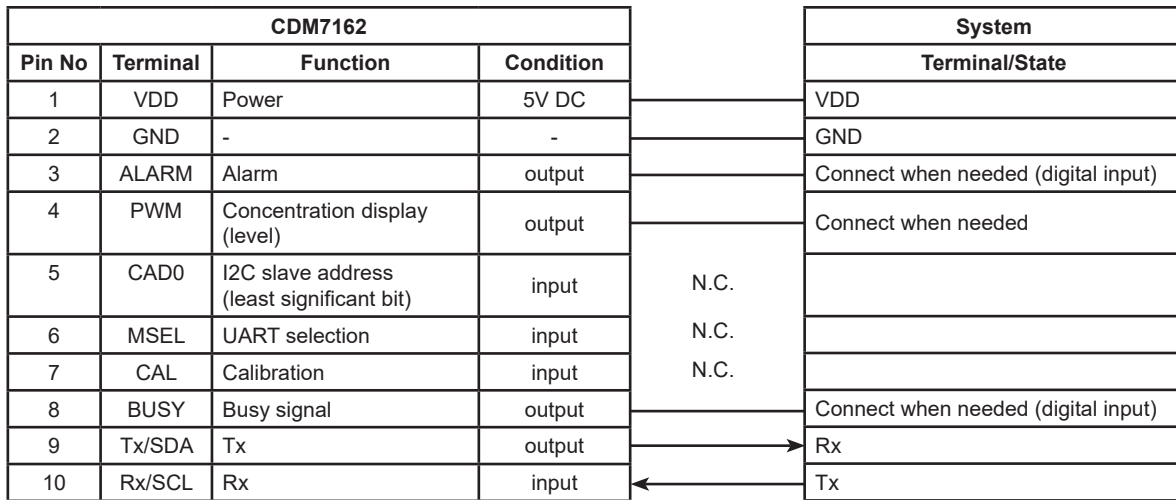 CDM7162 System
Pin No Terminal Function Condition Terminal/State
1 VDD Power 5V DC VDD
2 GND - - GND
3 ALARM Alarm output Connect when needed (digital input)
4 PWM Concentration display
(level) output Connect when needed
5 CAD0 I2C slave address
(least significant bit) input N.C.
6 MSEL UART selection input N.C.
7 CAL Calibration input N.C.
8 BUSY Busy signal output Connect when needed (digital input)
9 Tx/SDA Tx output Rx
10 Rx/SCL Rx input Tx